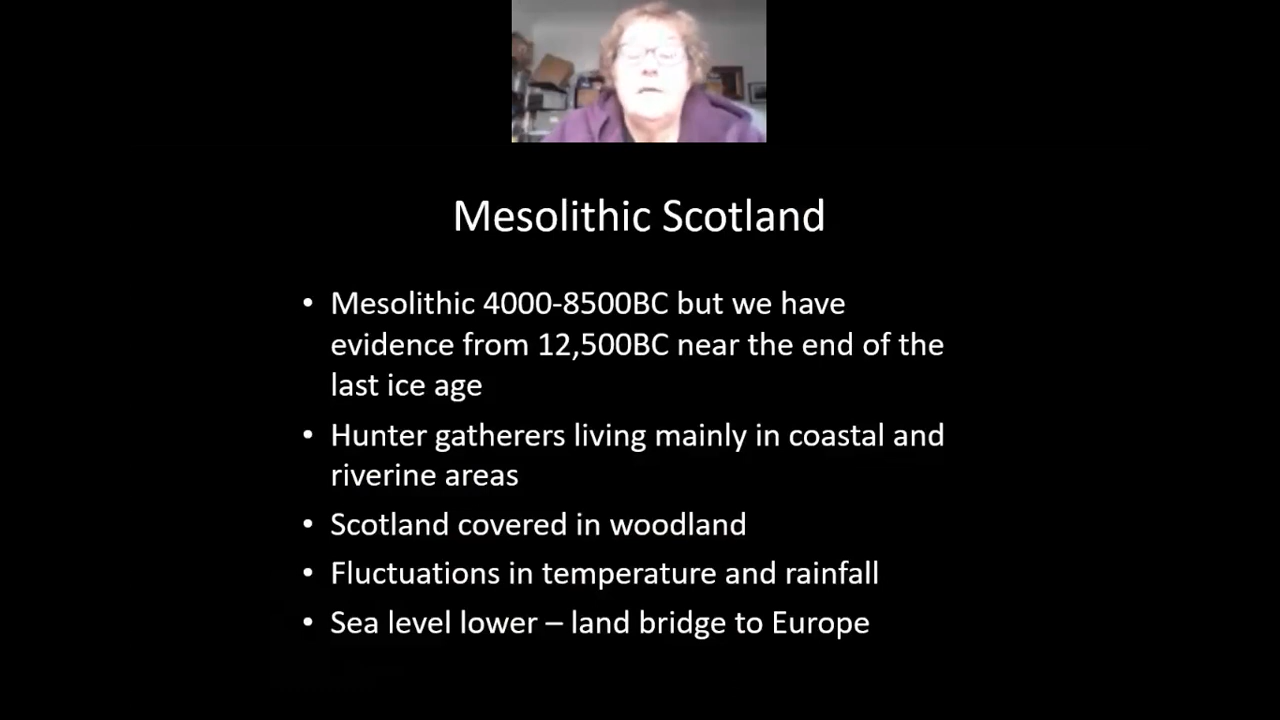 Mesolithic Scotland
• Mesolithic 4000-8500BC but we have
evidence from 12,500BC near the end of the
last ice age
• Hunter gatherers living mainly in coastal and
riverine areas
• Scotland covered in woodland
• Fluctuations in temperature and rainfall
• Sea level lower – land bridge to Europe